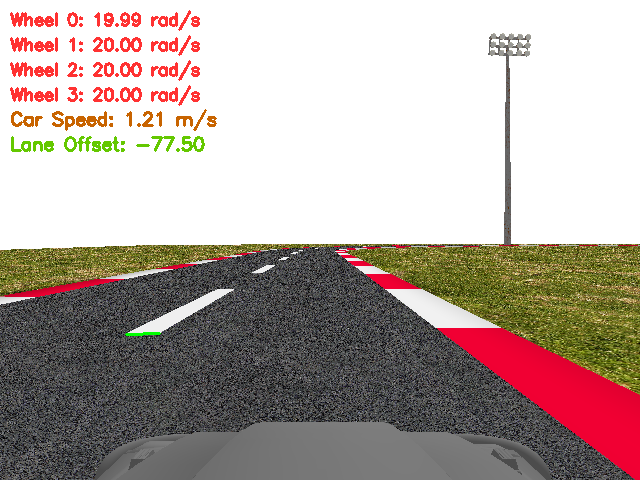 Wheel 0: 19.99 rad/s
Wheel 1: 20.00 rad/s
Wheel 2: 20.00 rad/s
Wheel 3: 20.00 rad/s
Car Speed: 1.21 m/s
Lane Offset: -77.50